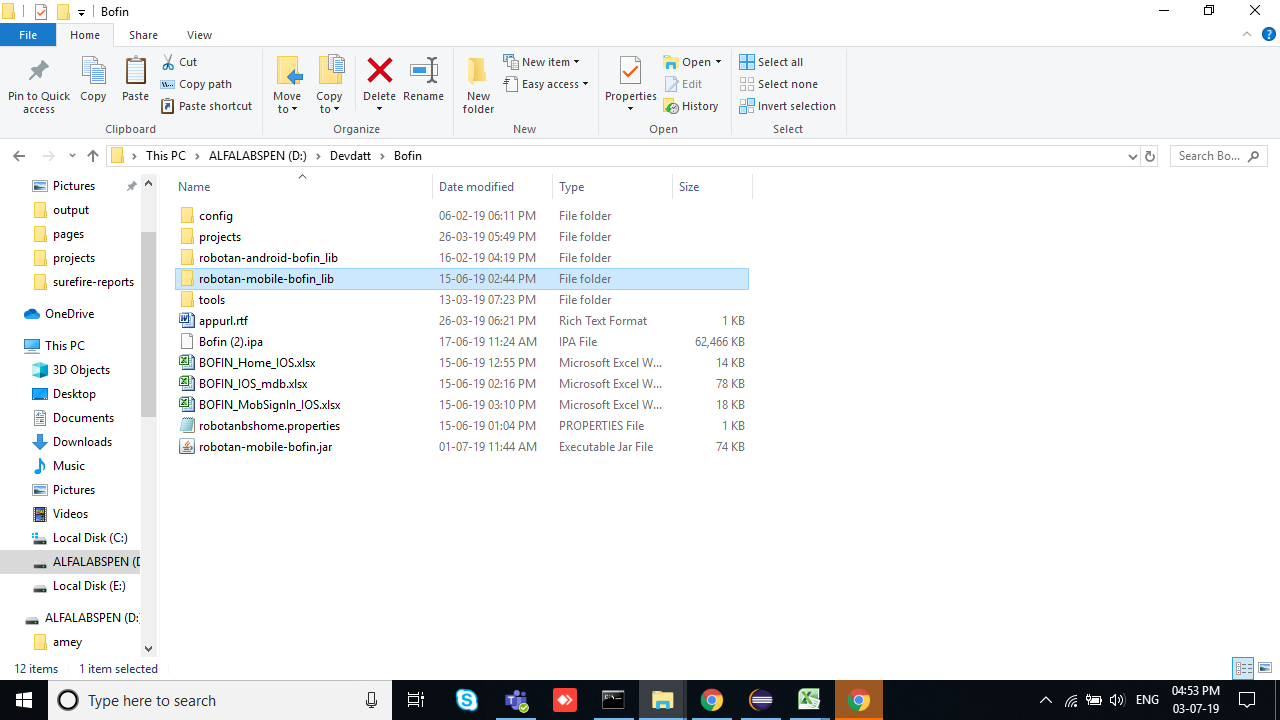 Bofin
File Home Share View
Pin to Quick access
Copy
Paste
Cut
Copy path
Paste shortcut
Clipboard
Move to
Copy to
Delete
Rename
Organize
New folder
New item
Easy access
New
Properties
Open
Edit
History
Open
Select all
Select none
Invert selection
Select
This PC > ALFALABSPEN (D:) > Devdatt > Bofin
Search Bo...
Pictures
output
pages
projects
surefire-reports
OneDrive
This PC
3D Objects
Desktop
Documents
Downloads
Music
Pictures
Videos
Local Disk (C:)
ALFALABSPEN (D
Local Disk (E:)
ALFALABSPEN (D:
amey
Name Date modified Type Size
config 06-02-19 06:11 PM File folder
projects 26-03-19 05:49 PM File folder
robotan-android-bofin_lib 16-02-19 04:19 PM File folder
robotan-mobile-bofin_lib 15-06-19 02:44 PM File folder
tools 13-03-19 07:23 PM File folder
appurl.rtf 26-03-19 06:21 PM Rich Text Format 1 KB
Bofin (2).ipa 17-06-19 11:24 AM IPA File 62,466 KB
BOFIN_Home_IOS.xlsx 15-06-19 12:55 PM Microsoft Excel W... 14 KB
BOFIN_IOS_mdb.xlsx 15-06-19 02:16 PM Microsoft Excel W... 78 KB
BOFIN_MobSignIn_IOS.xlsx 15-06-19 03:10 PM Microsoft Excel W... 18 KB
robotanbshome.properties 15-06-19 01:04 PM PROPERTIES File 1 KB
robotan-mobile-bofin.jar 01-07-19 11:44 AM Executable Jar File 74 KB
12 items 1 item selected
Type here to search
ENG
04:53 PM
03-07-19